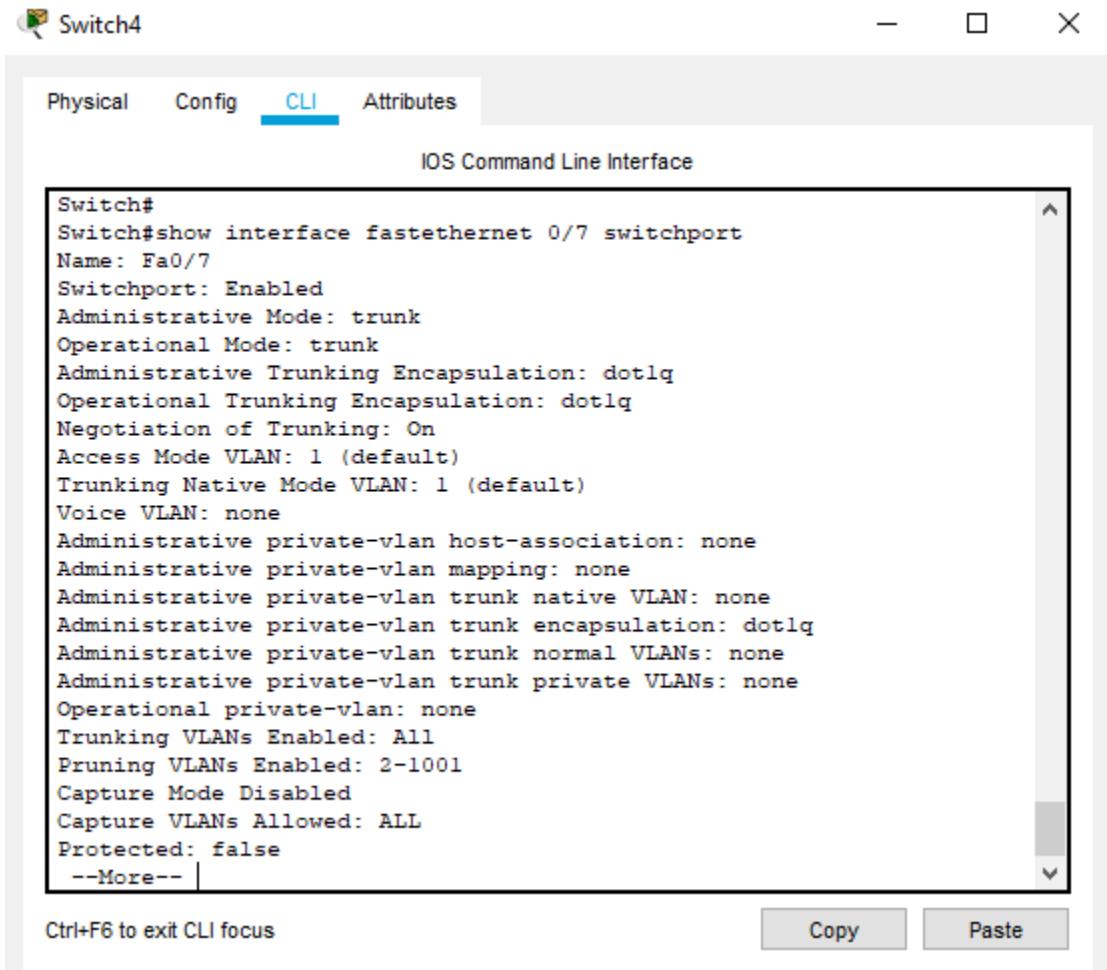 Switch4
Physical Config CLI Attributes
IOS Command Line Interface
Switch#
Switch#show interface fastethernet 0/7 switchport
Name: Fa0/7
Switchport: Enabled
Administrative Mode: trunk
Operational Mode: trunk
Administrative Trunking Encapsulation: dot1q
Operational Trunking Encapsulation: dot1q
Negotiation of Trunking: On
Access Mode VLAN: 1 (default)
Trunking Native Mode VLAN: 1 (default)
Voice VLAN: none
Administrative private-vlan host-association: none
Administrative private-vlan mapping: none
Administrative private-vlan trunk native VLAN: none
Administrative private-vlan trunk encapsulation: dot1q
Administrative private-vlan trunk normal VLANs: none
Administrative private-vlan trunk private VLANs: none
Operational private-vlan: none
Trunking VLANs Enabled: All
Pruning VLANs Enabled: 2-1001
Capture Mode Disabled
Capture VLANs Allowed: ALL
Protected: false
--More--
Ctrl+F6 to exit CLI focus Copy Paste